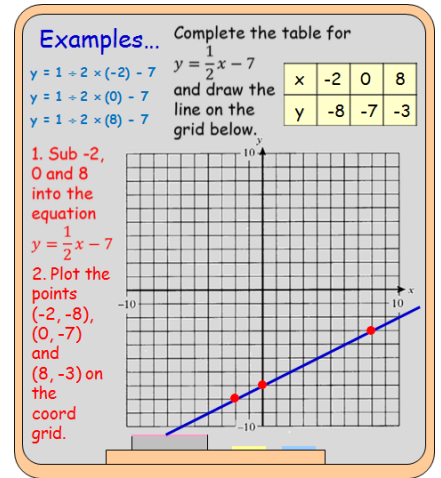 Examples...
y = 1 ÷ 2 × (-2) - 7
y = 1 ÷ 2 × (0) - 7
y = 1 ÷ 2 × (8) - 7
Complete the table for
y = 1/2 x − 7
and draw the
line on the
grid below.
x -2 0 8
y -8 -7 -3
1. Sub -2,
0 and 8
into the
equation
y = 1/2 x − 7
2. Plot the
points
(-2, -8),
(0, -7)
and
(8, -3) on
the
coord
grid.
y
10
x
-10
10
-10